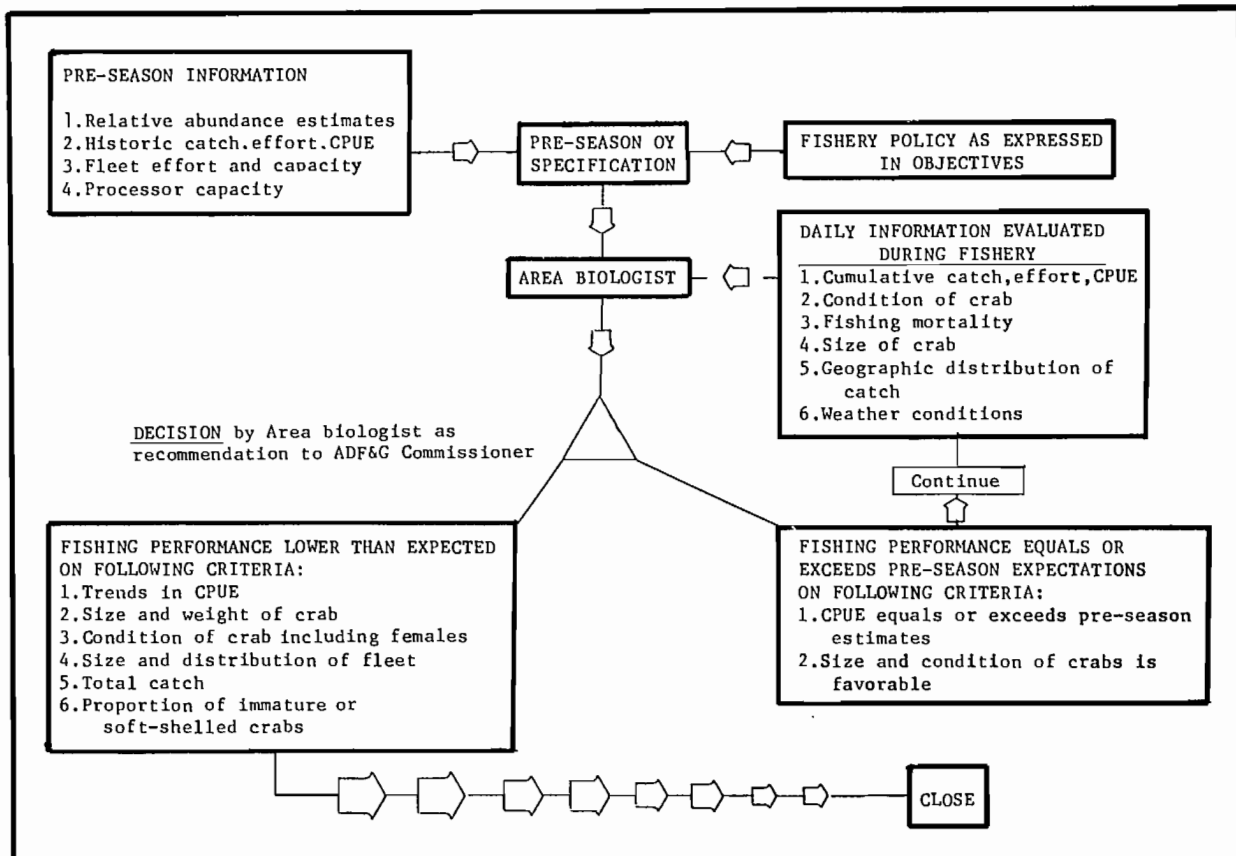 PRE-SEASON INFORMATION
1.Relative abundance estimates
2.Historic catch.effort.CPUE
3.Fleet effort and capacity
4.Processor capacity
PRE-SEASON OY
SPECIFICATION
FISHERY POLICY AS EXPRESSED
IN OBJECTIVES
AREA BIOLOGIST
DAILY INFORMATION EVALUATED
DURING FISHERY
1.Cumulative catch,effort,CPUE
2.Condition of crab
3.Fishing mortality
4.Size of crab
5.Geographic distribution of
catch
6.Weather conditions
DECISION by Area biologist as
recommendation to ADF&G Commissioner
Continue
FISHING PERFORMANCE LOWER THAN EXPECTED
ON FOLLOWING CRITERIA:
1.Trends in CPUE
2.Size and weight of crab
3.Condition of crab including females
4.Size and distribution of fleet
5.Total catch
6.Proportion of immature or
soft-shelled crabs
FISHING PERFORMANCE EQUALS OR
EXCEEDS PRE-SEASON EXPECTATIONS
ON FOLLOWING CRITERIA:
1.CPUE equals or exceeds pre-season
estimates
2.Size and condition of crabs is
favorable
CLOSE